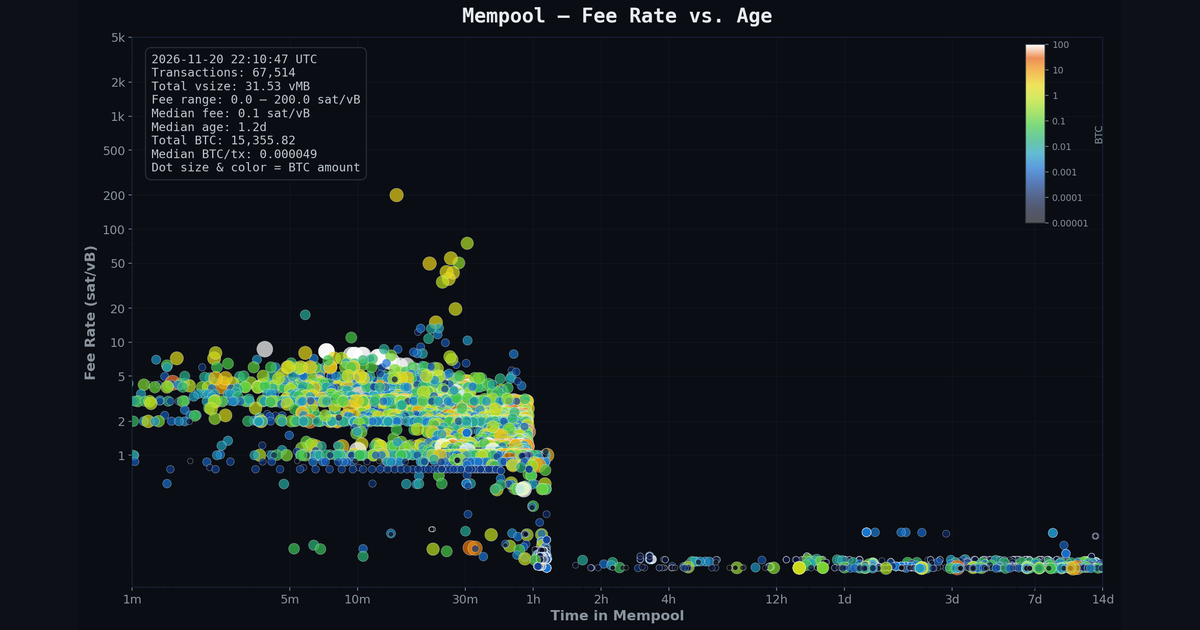 Mempool — Fee Rate vs. Age
5k
2k
1k
500
200
100
50
20
10
5
2
1
Fee Rate (sat/vB)
2026-11-20 22:10:47 UTC
Transactions: 67,514
Total vsize: 31.53 vMB
Fee range: 0.0 — 200.0 sat/vB
Median fee: 0.1 sat/vB
Median age: 1.2d
Total BTC: 15,355.82
Median BTC/tx: 0.000049
Dot size & color = BTC amount
100
10
1
0.1
0.01
0.001
0.0001
0.00001
BTC
1m 5m 10m 30m 1h 2h 4h 12h 1d 3d 7d 14d
Time in Mempool